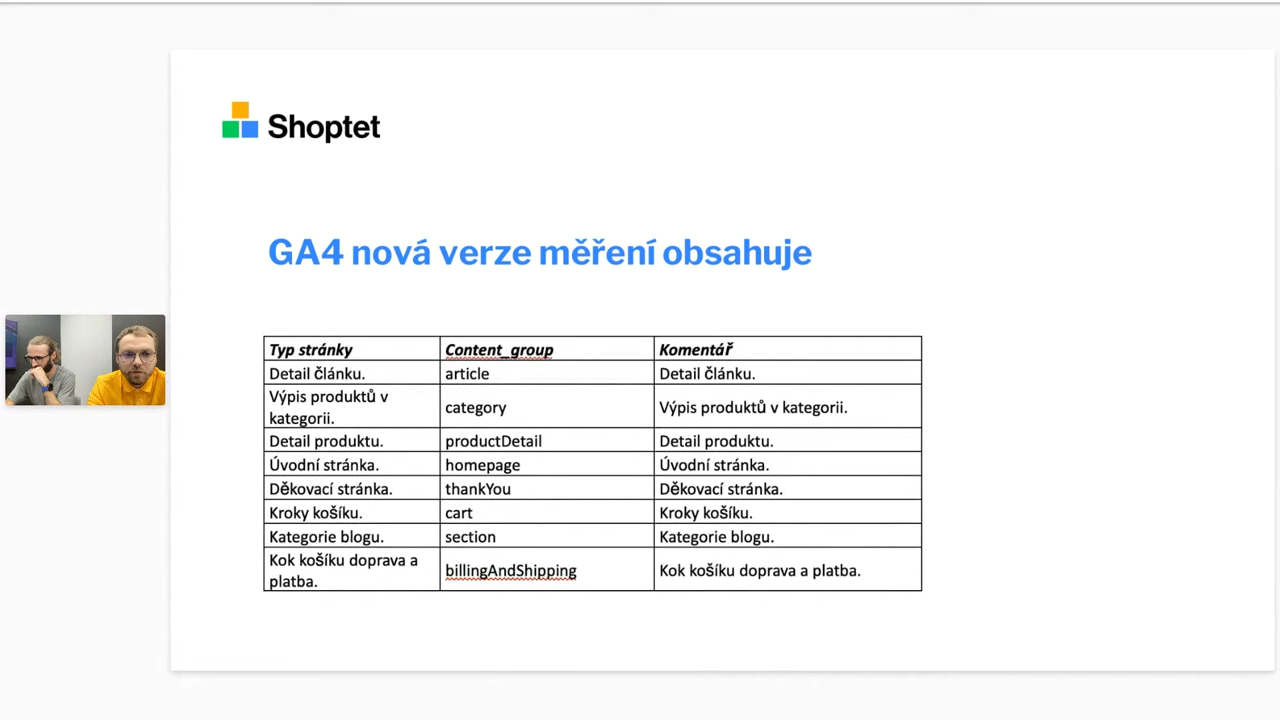 Shoptet
GA4 nová verze měření obsahuje
Typ stránky Content_group Komentář
Detail článku. article Detail článku.
Výpis produktů v
kategorii. category Výpis produktů v kategorii.
Detail produktu. productDetail Detail produktu.
Úvodní stránka. homepage Úvodní stránka.
Děkovací stránka. thankYou Děkovací stránka.
Kroky košíku. cart Kroky košíku.
Kategorie blogu. section Kategorie blogu.
Kok košíku doprava a
platba. billingAndShipping Kok košíku doprava a platba.